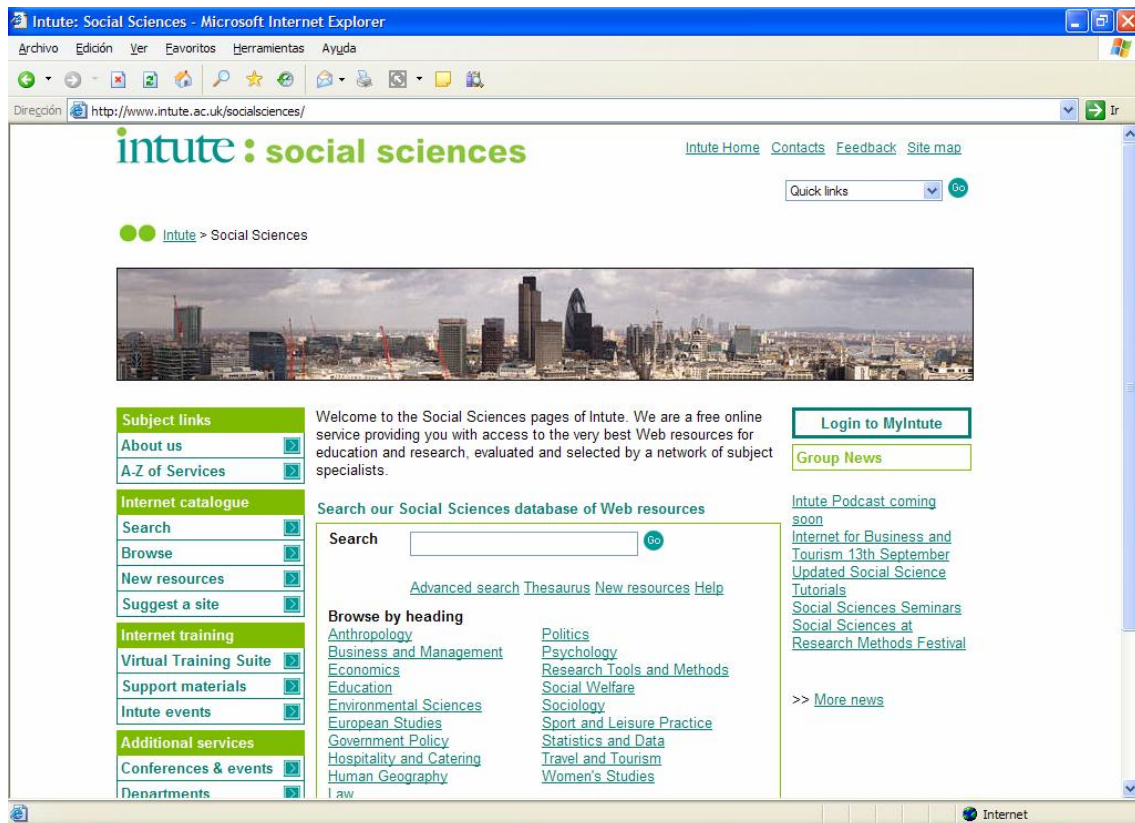 Intute: Social Sciences - Microsoft Internet Explorer
Archivo Edición Ver Favoritos Herramientas Ayuda
Dirección http://www.intute.ac.uk/socialsciences/ Ir
intute: social sciences
Intute Home Contacts Feedback Site map
Quick links Go
Intute > Social Sciences
Subject links
About us
A-Z of Services
Internet catalogue
Search
Browse
New resources
Suggest a site
Internet training
Virtual Training Suite
Support materials
Intute events
Additional services
Conferences & events
Departments
Welcome to the Social Sciences pages of Intute. We are a free online
service providing you with access to the very best Web resources for
education and research, evaluated and selected by a network of subject
specialists.
Search our Social Sciences database of Web resources
Search Go
Advanced search Thesaurus New resources Help
Browse by heading
Anthropology
Business and Management
Economics
Education
Environmental Sciences
European Studies
Government Policy
Hospitality and Catering
Human Geography
Law
Politics
Psychology
Research Tools and Methods
Social Welfare
Sociology
Sport and Leisure Practice
Statistics and Data
Travel and Tourism
Women's Studies
Login to MyIntute
Group News
Intute Podcast coming
soon
Internet for Business and
Tourism 13th September
Updated Social Science
Tutorials
Social Sciences Seminars
Social Sciences at
Research Methods Festival
>> More news
Internet